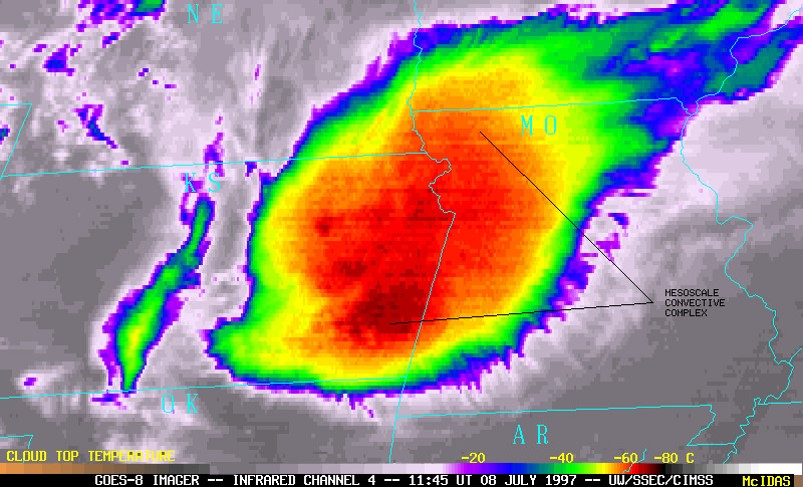 NE
MO
KS
MESOSCALE
CONVECTIVE
COMPLEX
OK
AR
CLOUD TOP TEMPERATURE -20 -40 -60 -80 C
GOES-8 IMAGER -- INFRARED CHANNEL 4 -- 11:45 UT 08 JULY 1997 -- UW/SSEC/CIMSS McIDAS